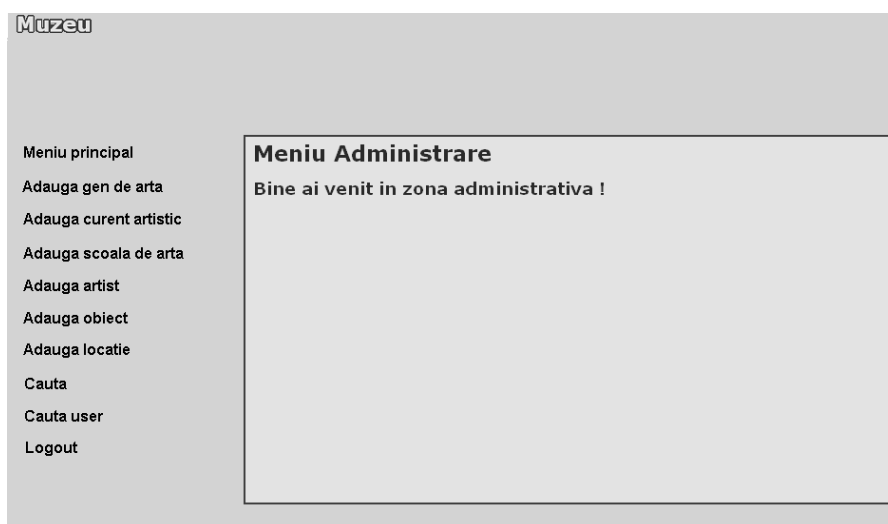 Muzeu
Meniu principal
Adauga gen de arta
Adauga curent artistic
Adauga scoala de arta
Adauga artist
Adauga obiect
Adauga locatie
Cauta
Cauta user
Logout
Meniu Administrare
Bine ai venit in zona administrativa !